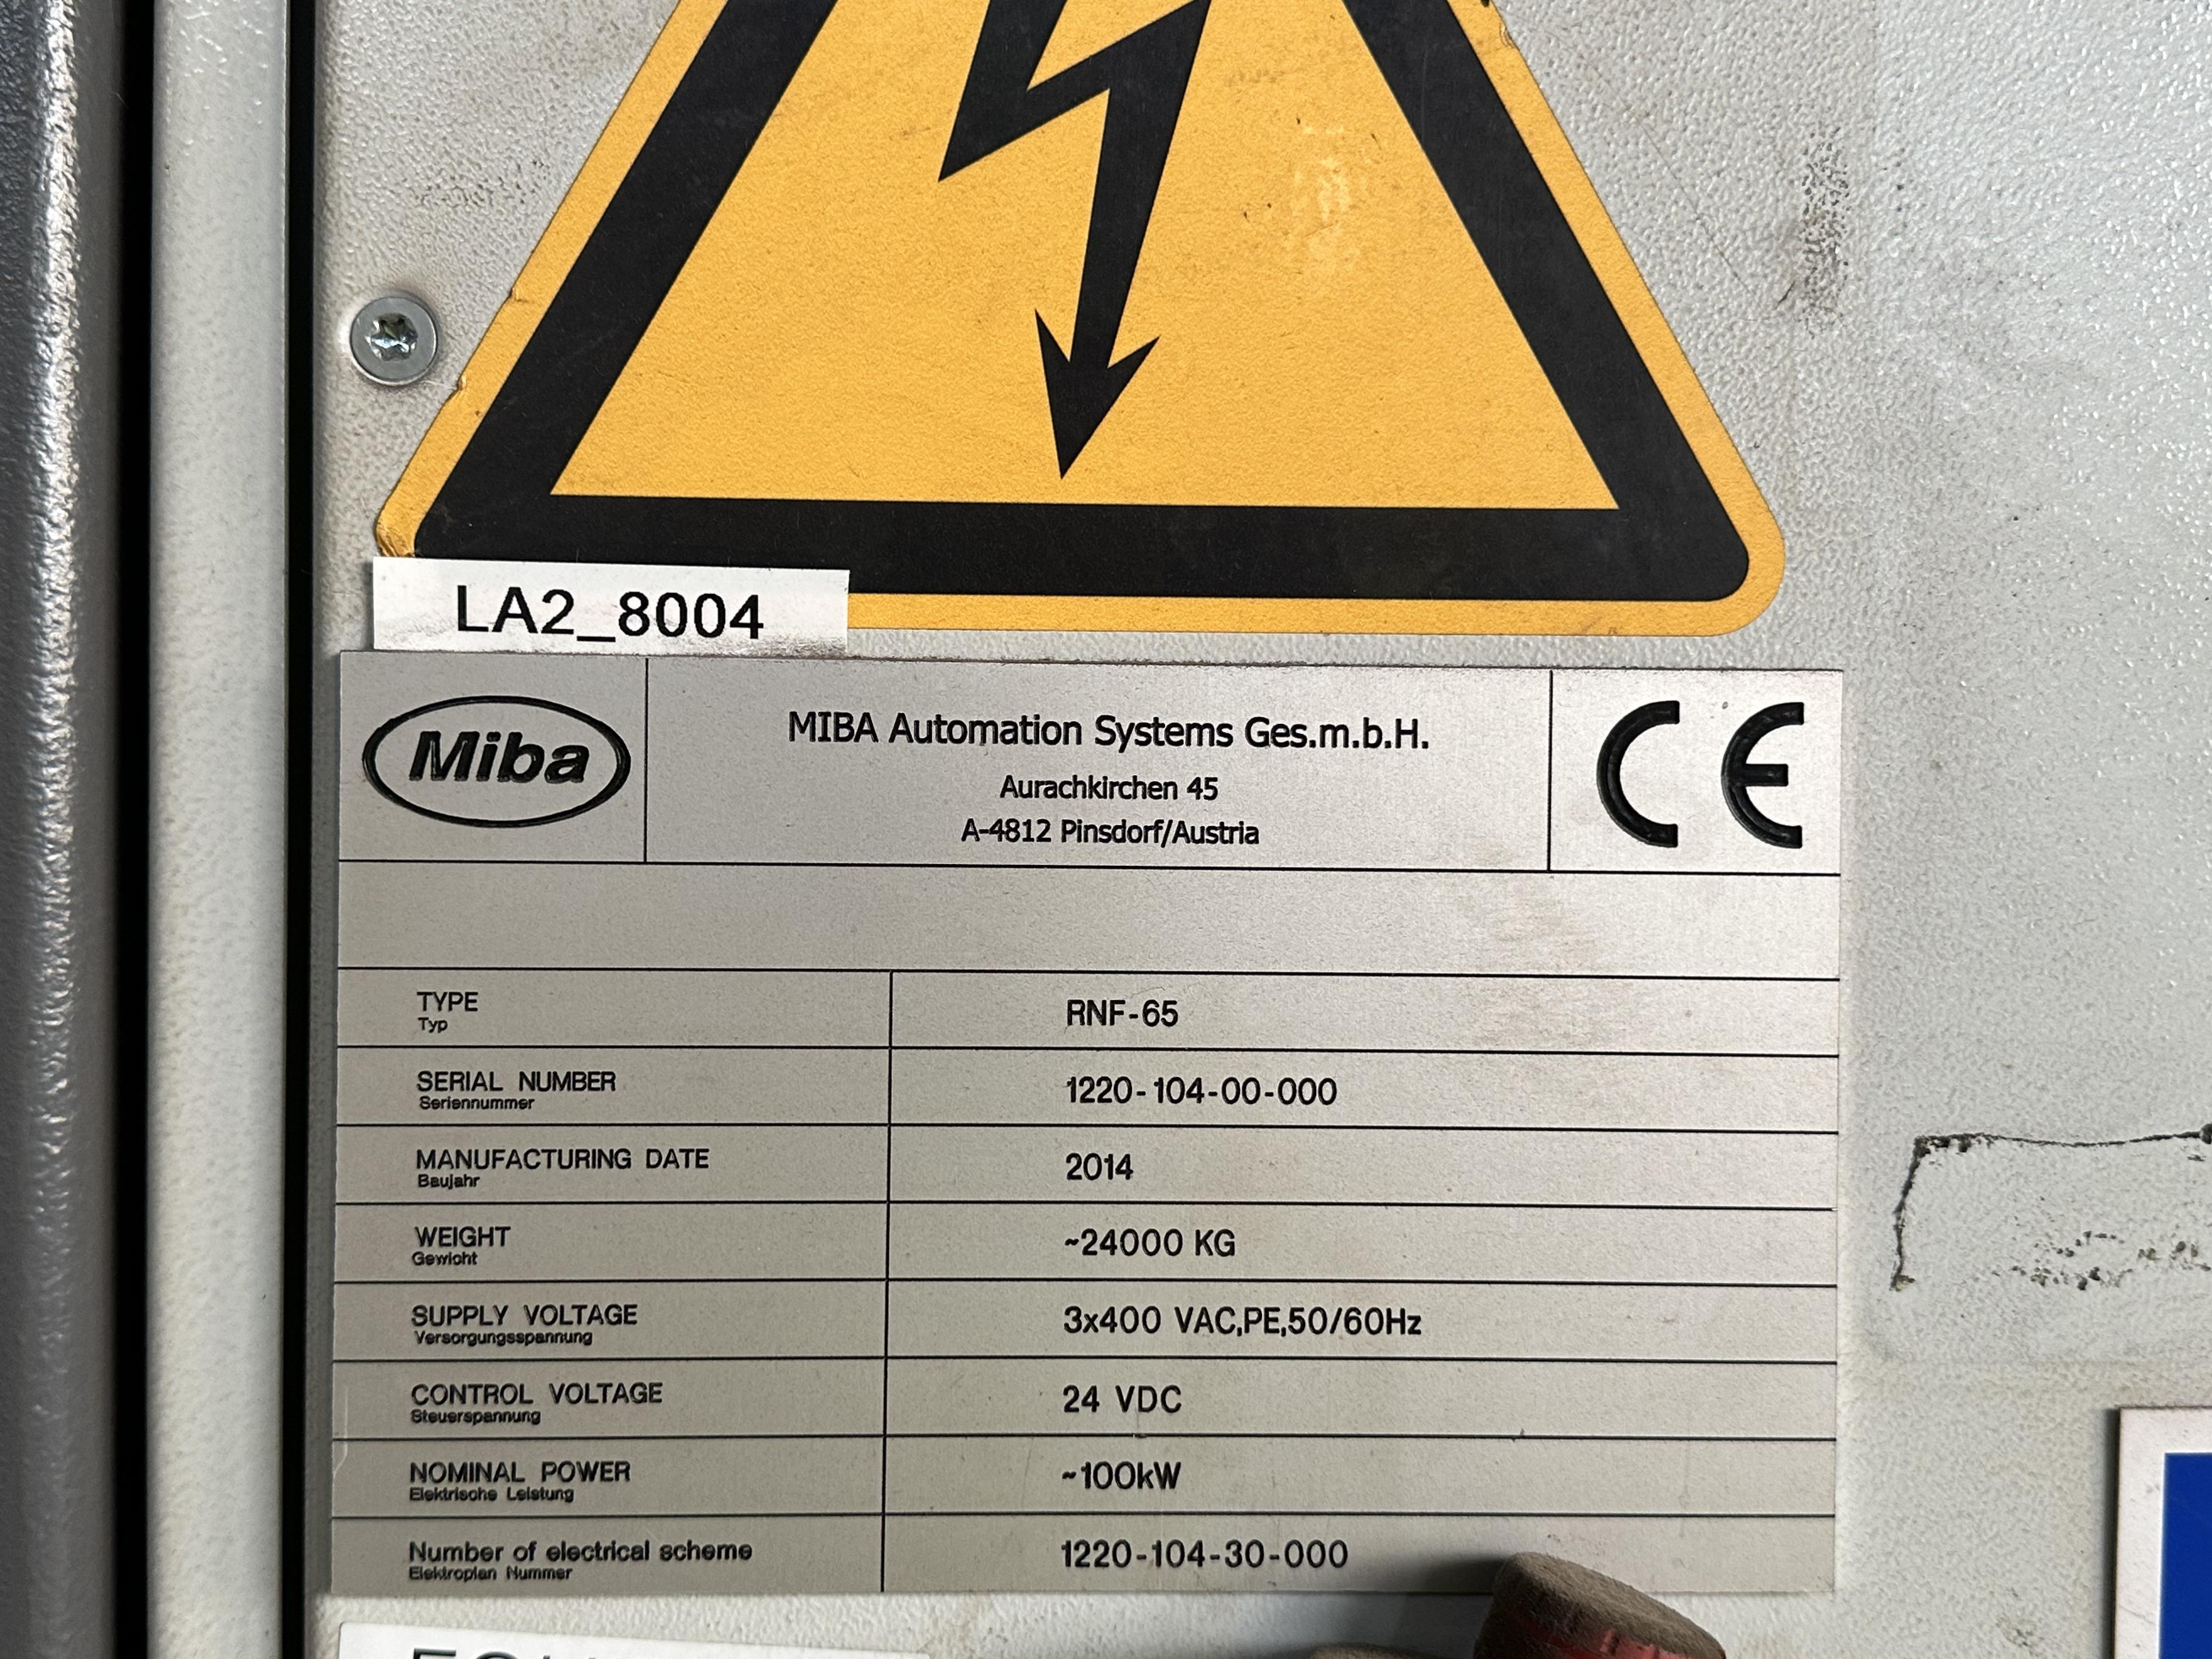 LA2_8004
Miba
MIBA Automation Systems Ges.m.b.H.
Aurachkirchen 45
A-4812 Pinsdorf/Austria
CE
TYPE
Typ
RNF-65
SERIAL NUMBER
Seriennummer
1220-104-00-000
MANUFACTURING DATE
Baujahr
2014
WEIGHT
Gewicht
~24000 KG
SUPPLY VOLTAGE
Versorgungsspannung
3x400 VAC,PE,50/60Hz
CONTROL VOLTAGE
Steuerspannung
24 VDC
NOMINAL POWER
Elektrische Leistung
~100kW
Number of electrical scheme
Elektroplan Nummer
1220-104-30-000